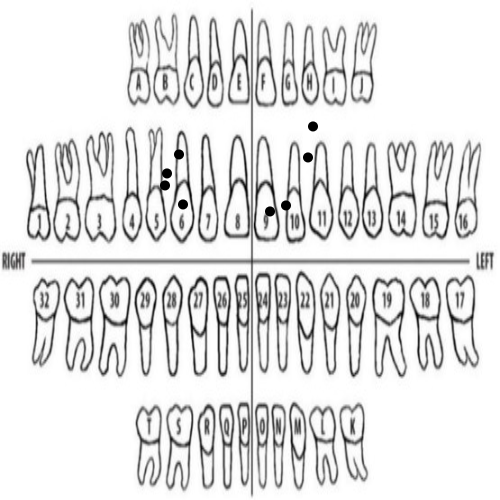 A B C D E F G H I J
1 2 3 4 5 6 7 8 9 10 11 12 13 14 15 16
RIGHT LEFT
32 31 30 29 28 27 26 25 24 23 22 21 20 19 18 17
T S R Q P O N M L K